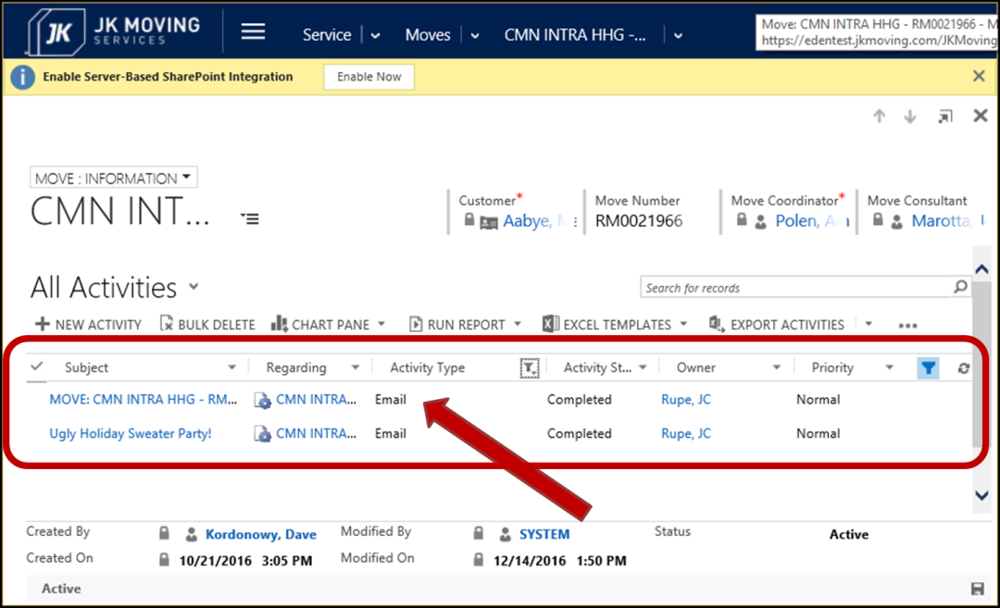 JK JK MOVING SERVICES
Service Moves CMN INTRA HHG -...
Move: CMN INTRA HHG - RM0021966 - M
https://edentest.jkmoving.com/JKMoving
Enable Server-Based SharePoint Integration Enable Now
MOVE : INFORMATION
CMN INT...
Customer* Move Number Move Coordinator* Move Consultant
Aabye, RM0021966 Polen, Marotta,
All Activities
Search for records
NEW ACTIVITY BULK DELETE CHART PANE RUN REPORT EXCEL TEMPLATES EXPORT ACTIVITIES ...
Subject Regarding Activity Type Activity St... Owner Priority
MOVE: CMN INTRA HHG - RM... CMN INTRA... Email Completed Rupe, JC Normal
Ugly Holiday Sweater Party! CMN INTRA... Email Completed Rupe, JC Normal
Created By Kordonowy, Dave Modified By SYSTEM Status Active
Created On 10/21/2016 3:05 PM Modified On 12/14/2016 1:50 PM
Active